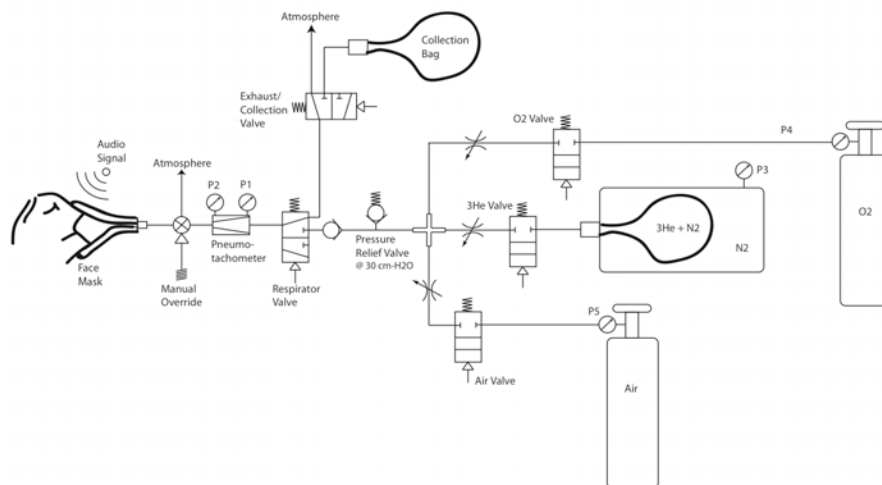 Atmosphere
Collection
Bag
Exhaust/
Collection
Valve
O2 Valve
P4
Audio
Signal
Atmosphere
P2
P1
P3
O2
3He Valve
3He + N2
N2
Pneumo-
tachometer
Pressure
Relief Valve
@ 30 cm-H2O
Face
Mask
Manual
Override
Respirator
Valve
P5
Air Valve
Air